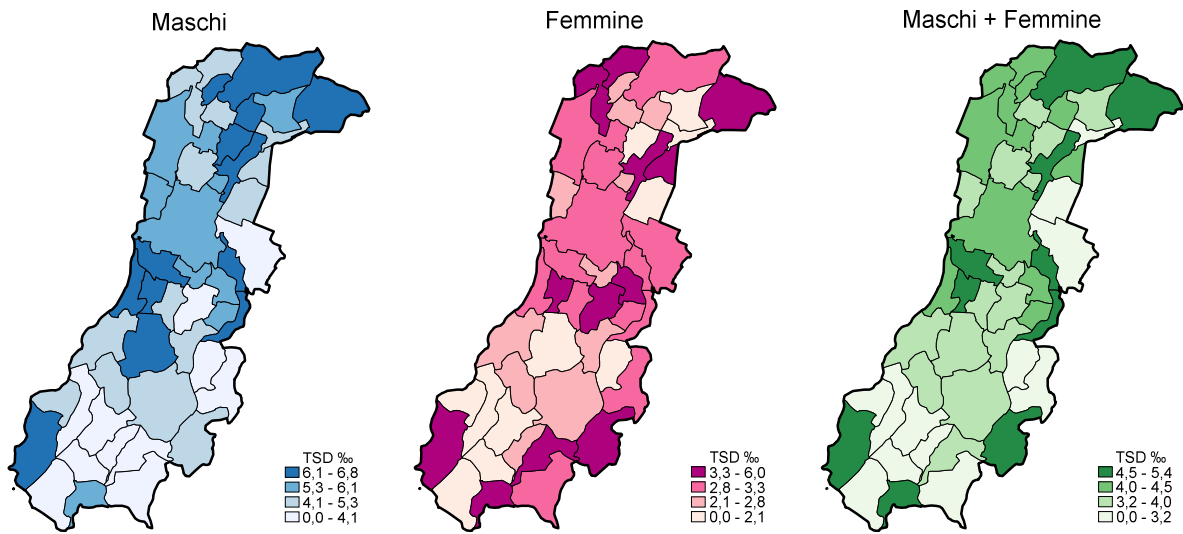 Maschi
Femmine
Maschi + Femmine
TSD ‰
6,1 - 6,8
5,3 - 6,1
4,1 - 5,3
0,0 - 4,1
TSD ‰
3,3 - 6,0
2,8 - 3,3
2,1 - 2,8
0,0 - 2,1
TSD ‰
4,5 - 5,4
4,0 - 4,5
3,2 - 4,0
0,0 - 3,2